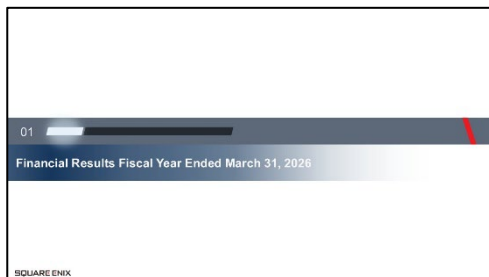 01
Financial Results Fiscal Year Ended March 31, 2026
SQUARE ENIX